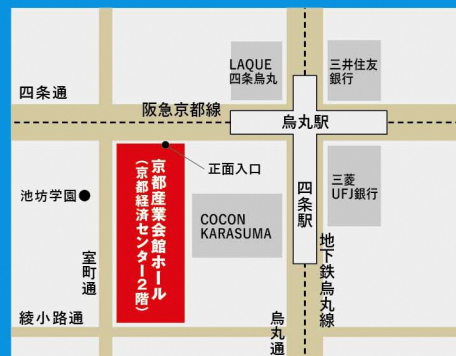 LAQUE
四条烏丸
三井住友
銀行
四条通
阪急京都線
烏丸駅
正面入口
京都産業会館ホール
(京都経済センター2階)
池坊学園
COCON
KARASUMA
四条駅
三菱
UFJ銀行
室町通
地下鉄烏丸線
綾小路通
烏丸通